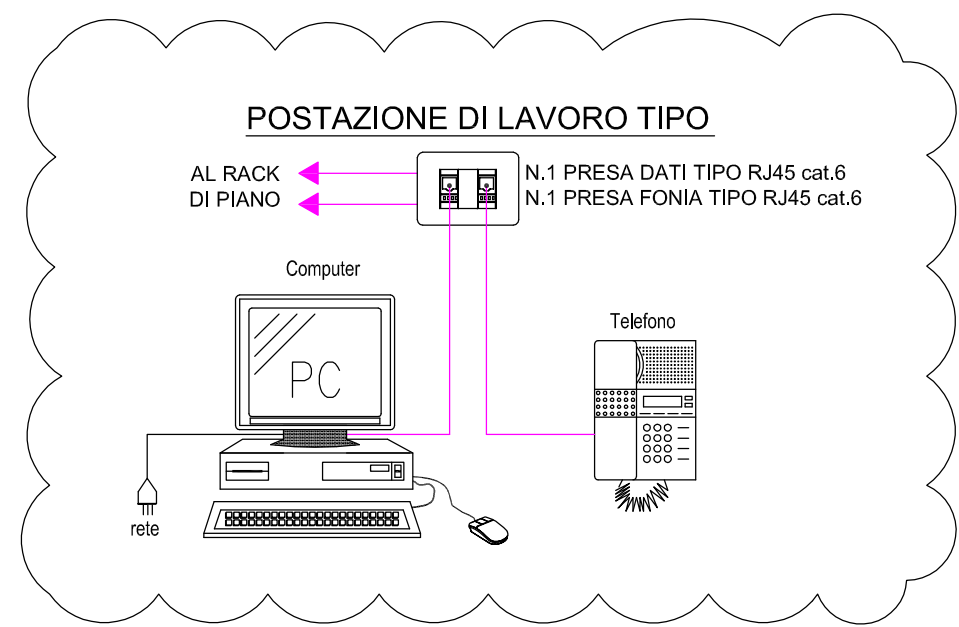 POSTAZIONE DI LAVORO TIPO
AL RACK
DI PIANO
N.1 PRESA DATI TIPO RJ45 cat.6
N.1 PRESA FONIA TIPO RJ45 cat.6
Computer
Telefono
PC
rete